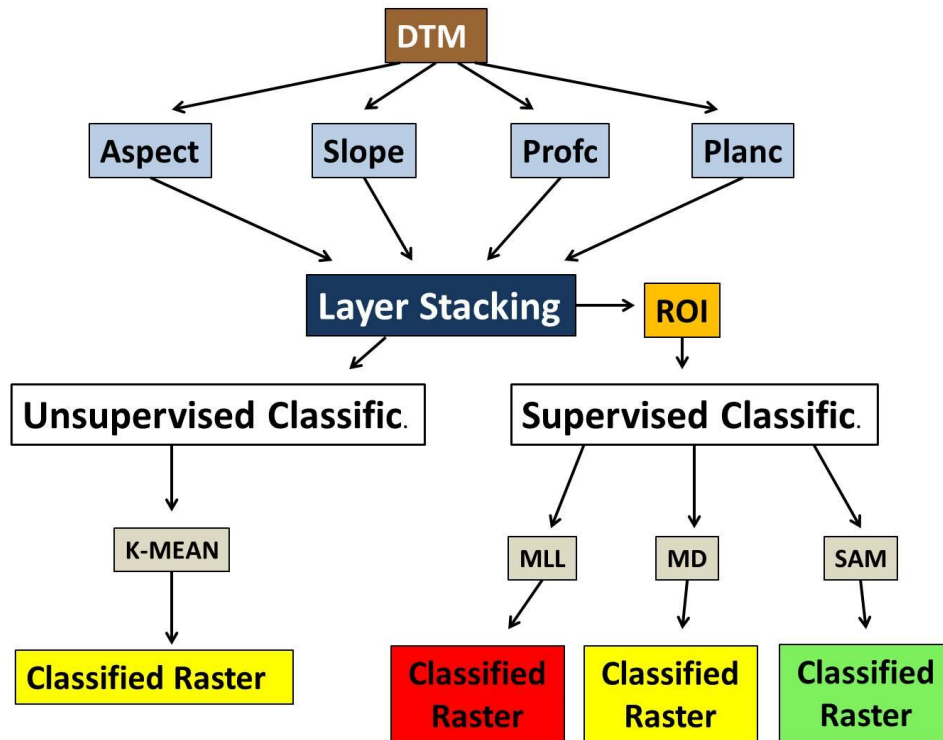 DTM
Aspect
Slope
Profc
Planc
Layer Stacking
ROI
Unsupervised Classific.
Supervised Classific.
K-MEAN
MLL
MD
SAM
Classified Raster
Classified
Raster
Classified
Raster
Classified
Raster